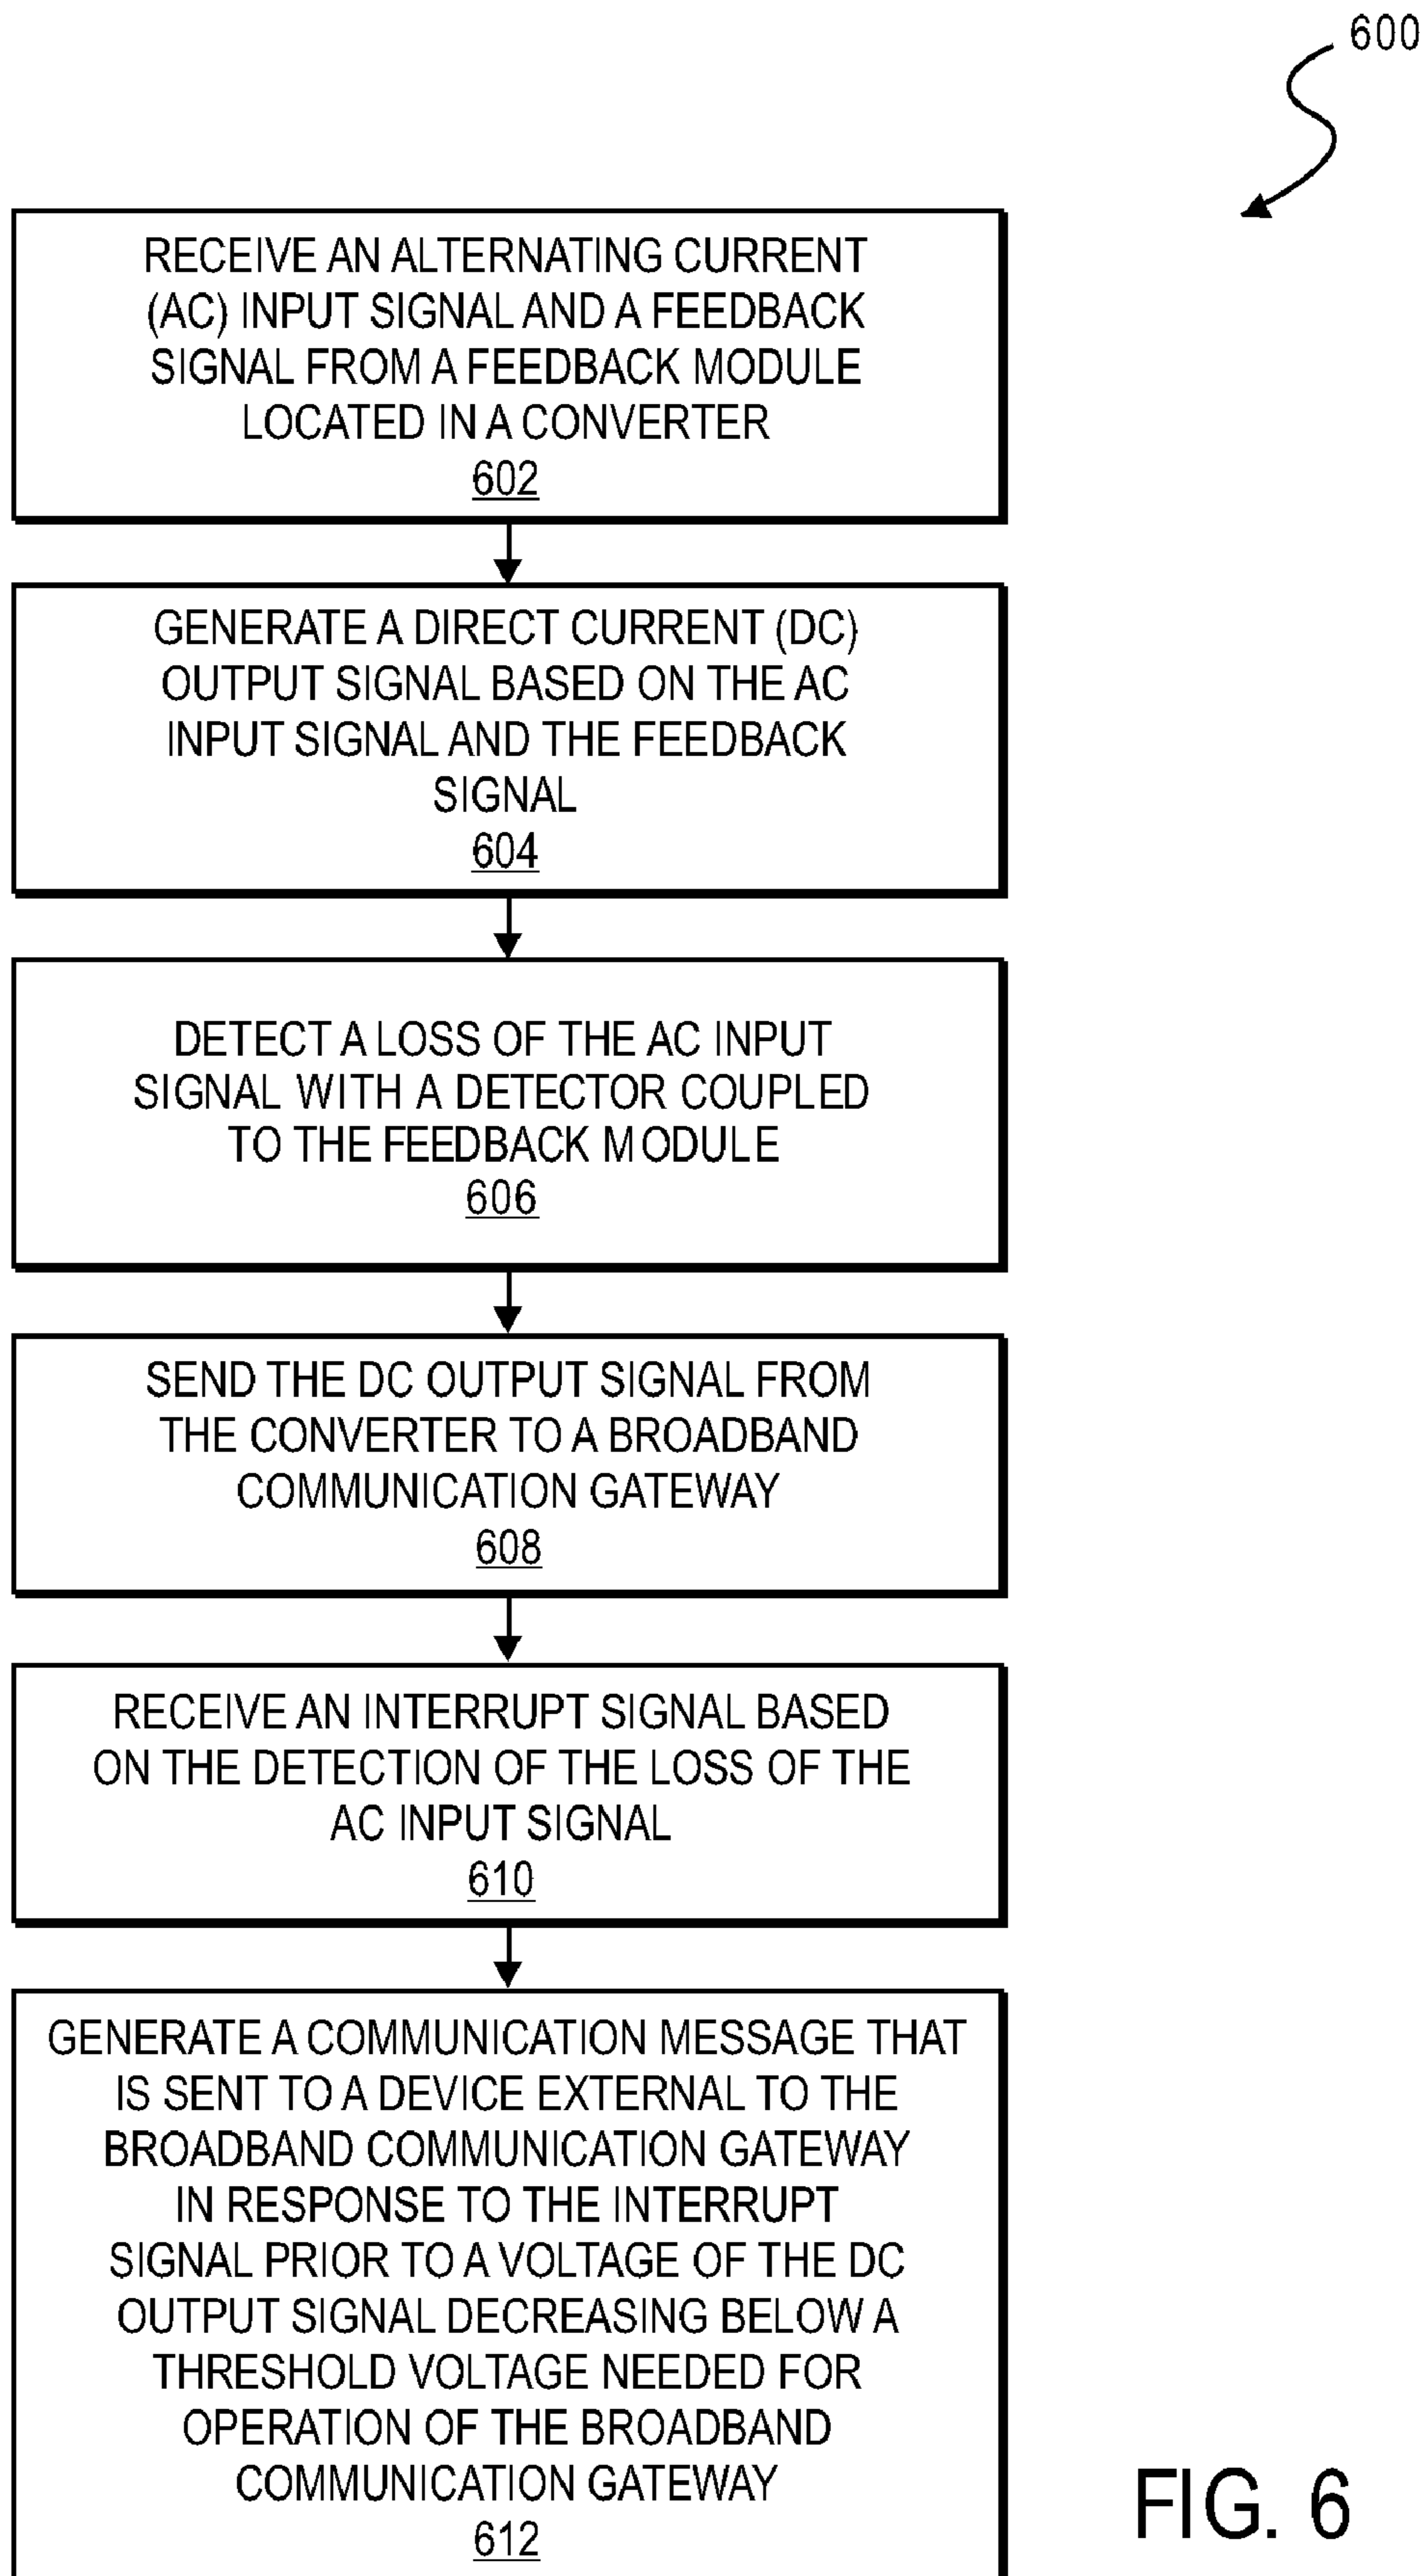 600
RECEIVE AN ALTERNATING CURRENT
(AC) INPUT SIGNAL AND A FEEDBACK
SIGNAL FROM A FEEDBACK MODULE
LOCATED IN A CONVERTER
602
GENERATE A DIRECT CURRENT (DC)
OUTPUT SIGNAL BASED ON THE AC
INPUT SIGNAL AND THE FEEDBACK
SIGNAL
604
DETECT A LOSS OF THE AC INPUT
SIGNAL WITH A DETECTOR COUPLED
TO THE FEEDBACK MODULE
606
SEND THE DC OUTPUT SIGNAL FROM
THE CONVERTER TO A BROADBAND
COMMUNICATION GATEWAY
608
RECEIVE AN INTERRUPT SIGNAL BASED
ON THE DETECTION OF THE LOSS OF THE
AC INPUT SIGNAL
610
GENERATE A COMMUNICATION MESSAGE THAT
IS SENT TO A DEVICE EXTERNAL TO THE
BROADBAND COMMUNICATION GATEWAY
IN RESPONSE TO THE INTERRUPT
SIGNAL PRIOR TO A VOLTAGE OF THE DC
OUTPUT SIGNAL DECREASING BELOW A
THRESHOLD VOLTAGE NEEDED FOR
OPERATION OF THE BROADBAND
COMMUNICATION GATEWAY
612
FIG. 6